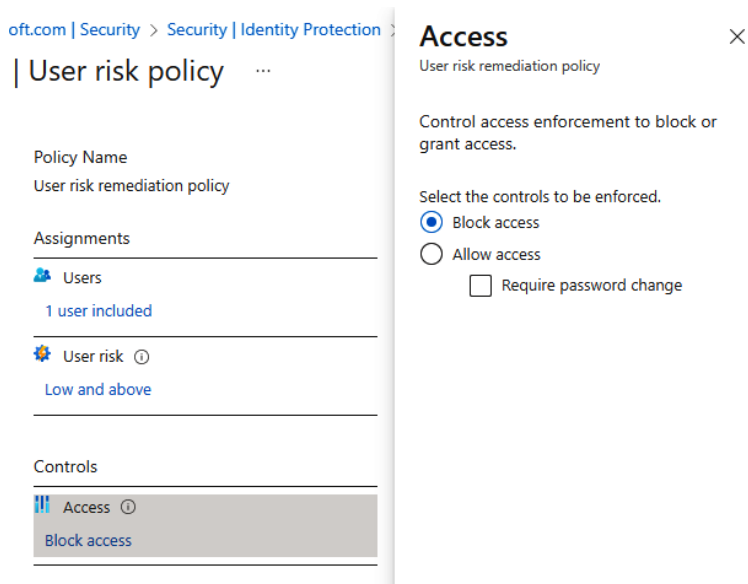 oft.com | Security > Security | Identity Protection >
| User risk policy ...
Policy Name
User risk remediation policy
Assignments
Users
1 user included
User risk
Low and above
Controls
Access
Block access
Access
User risk remediation policy
Control access enforcement to block or
grant access.
Select the controls to be enforced.
Block access
Allow access
Require password change